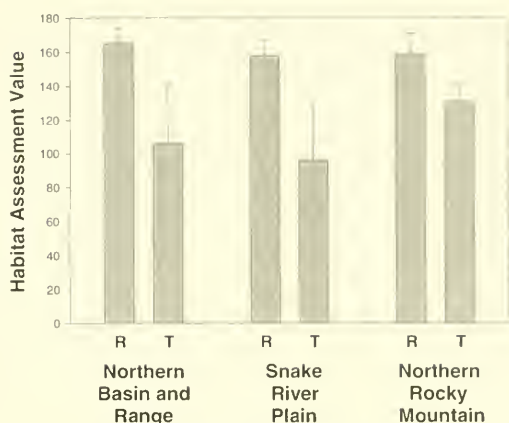 180
160
140
120
100
80
60
40
20
0
Habitat Assessment Value
R T R T R T
Northern Basin and Range
Snake River Plain
Northern Rocky Mountain